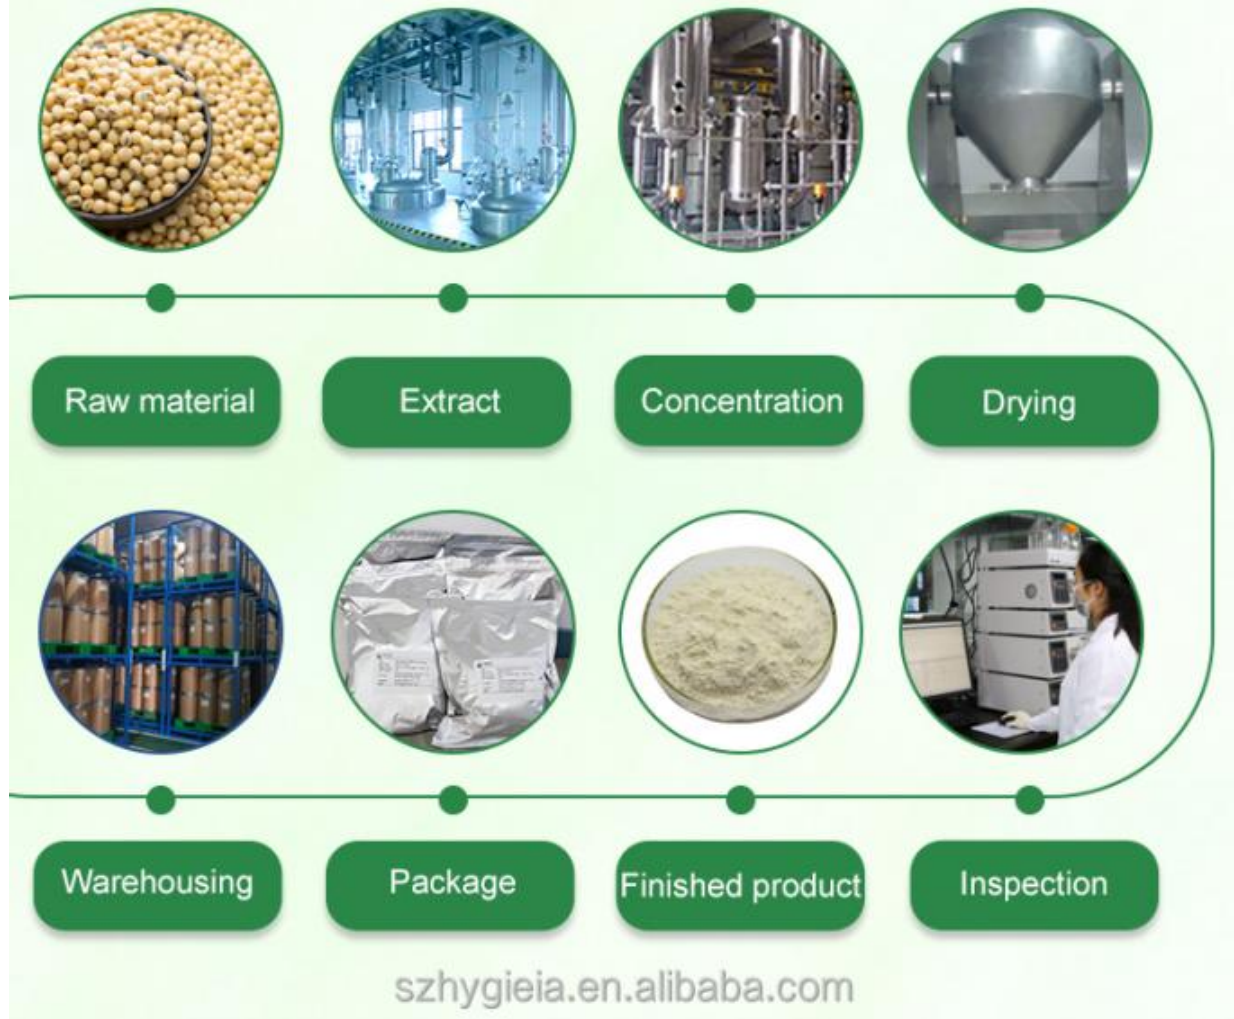 Raw material
Extract
Concentration
Drying
Warehousing
Package
Finished product
Inspection
szhygieia.en.alibaba.com